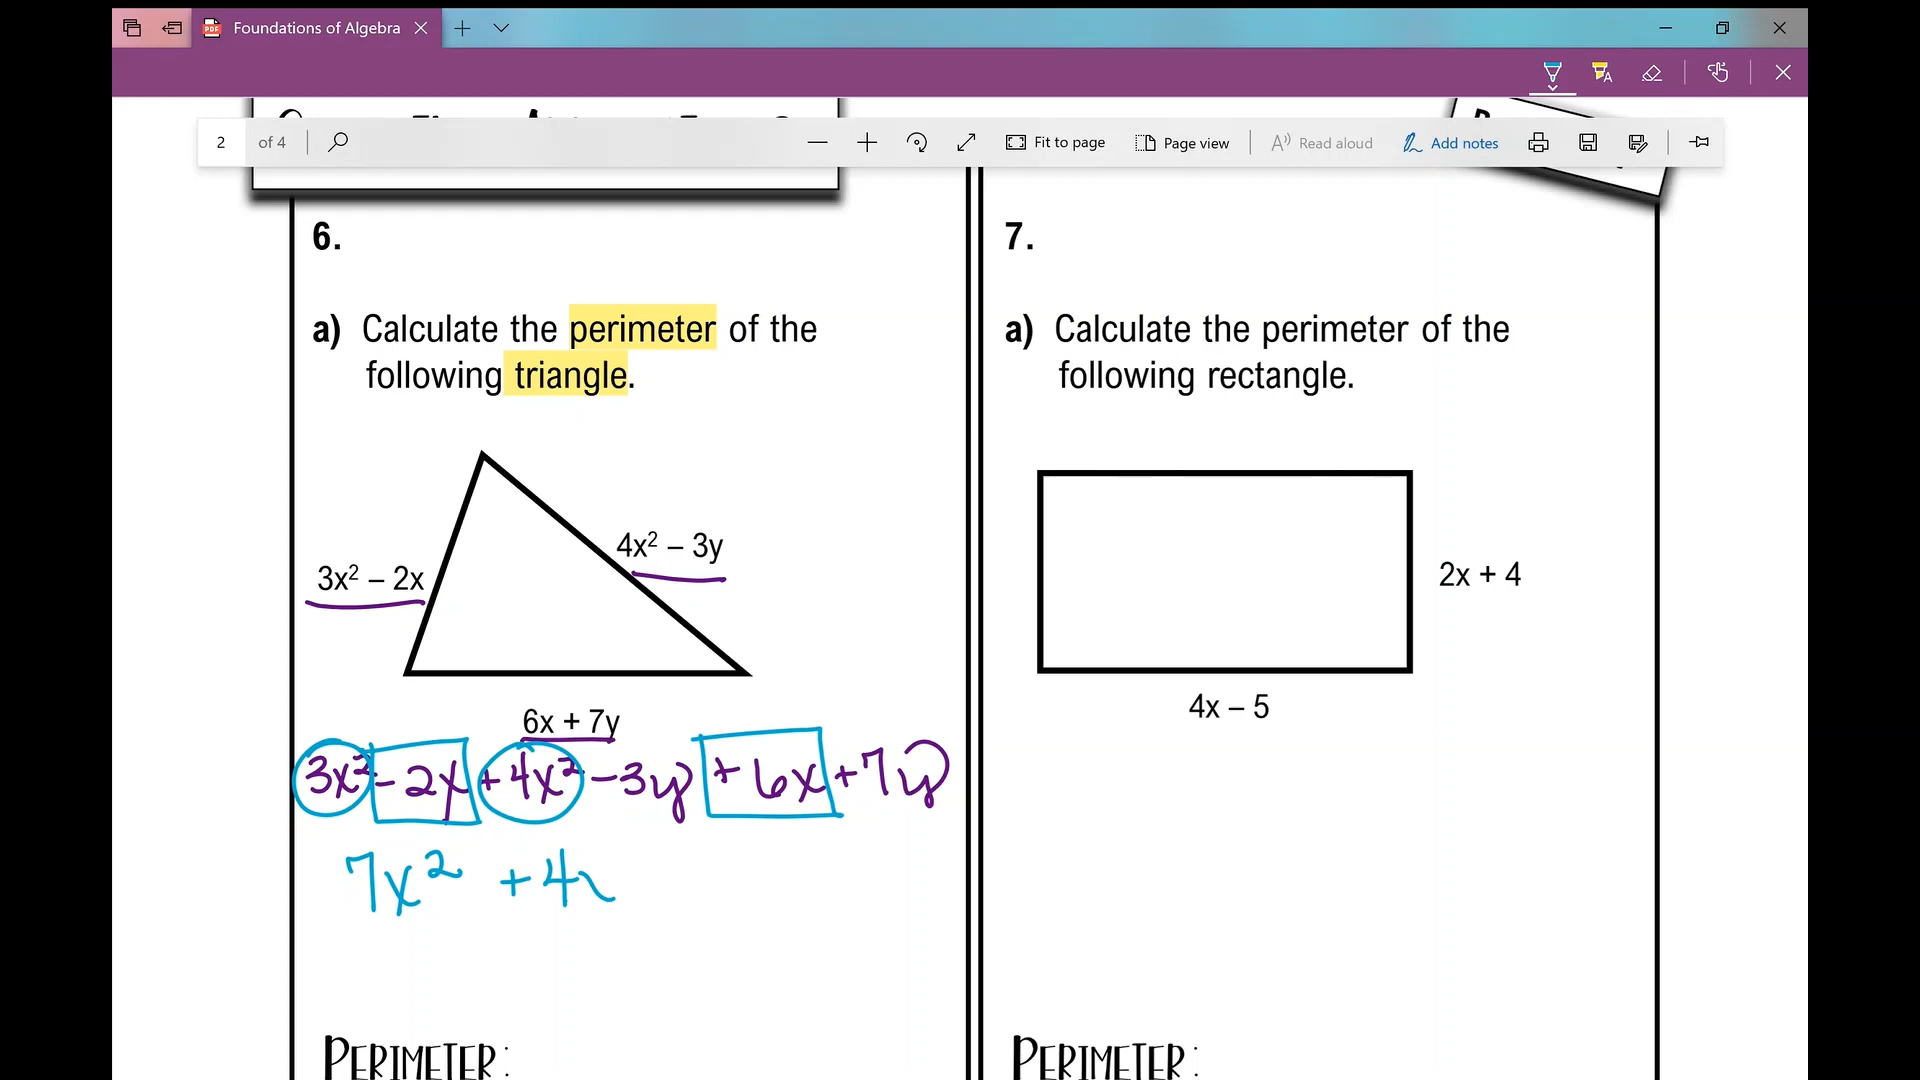 Foundations of Algebra
2 of 4 Fit to page Page view Read aloud Add notes
6.
a) Calculate the perimeter of the
following triangle.
4x² – 3y
3x² – 2x
6x + 7y
3x² - 2x + 4x² - 3y + 6x + 7y
7x² + 4
PERIMETER:
7.
a) Calculate the perimeter of the
following rectangle.
2x + 4
4x – 5
PERIMETER: